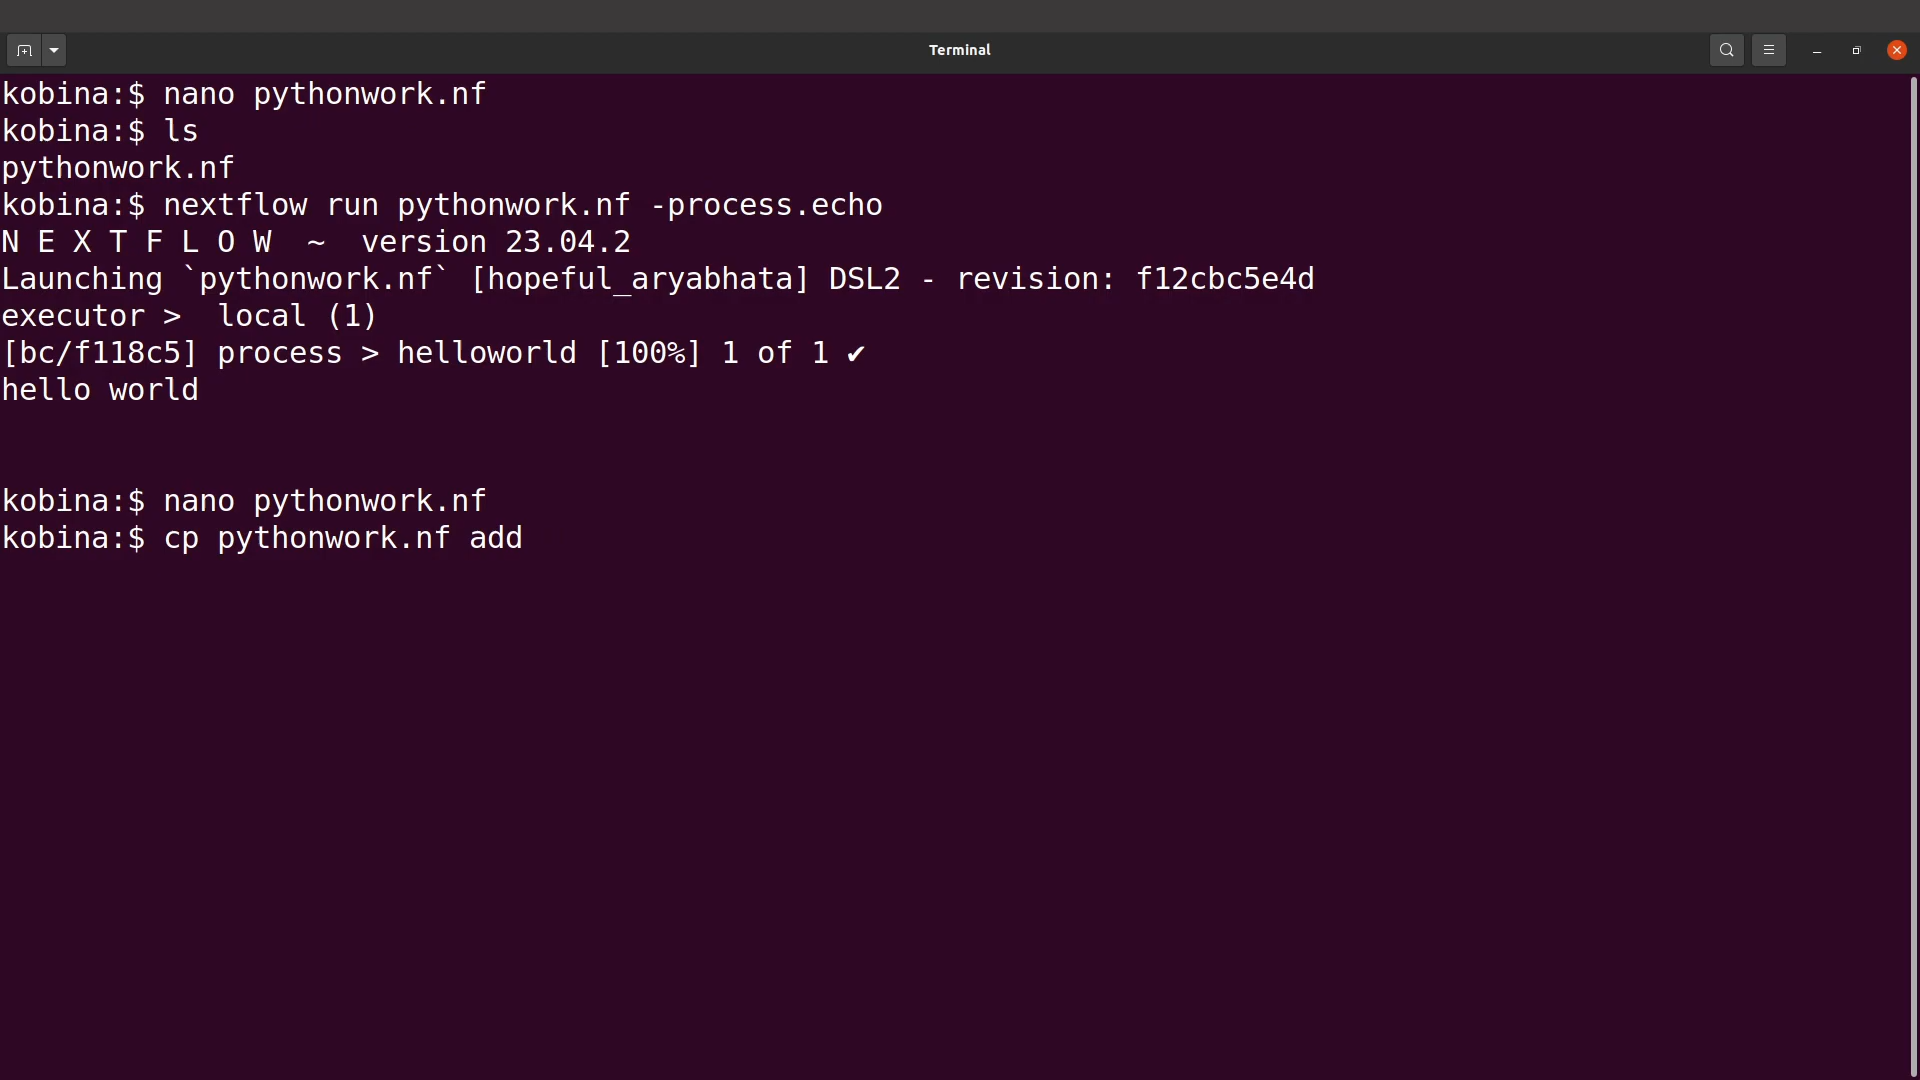 Terminal
kobina:$ nano pythonwork.nf
kobina:$ ls
pythonwork.nf
kobina:$ nextflow run pythonwork.nf -process.echo
N E X T F L O W  ~  version 23.04.2
Launching `pythonwork.nf` [hopeful_aryabhata] DSL2 - revision: f12cbc5e4d
executor >  local (1)
[bc/f118c5] process > helloworld [100%] 1 of 1 ✔
hello world
kobina:$ nano pythonwork.nf
kobina:$ cp pythonwork.nf add